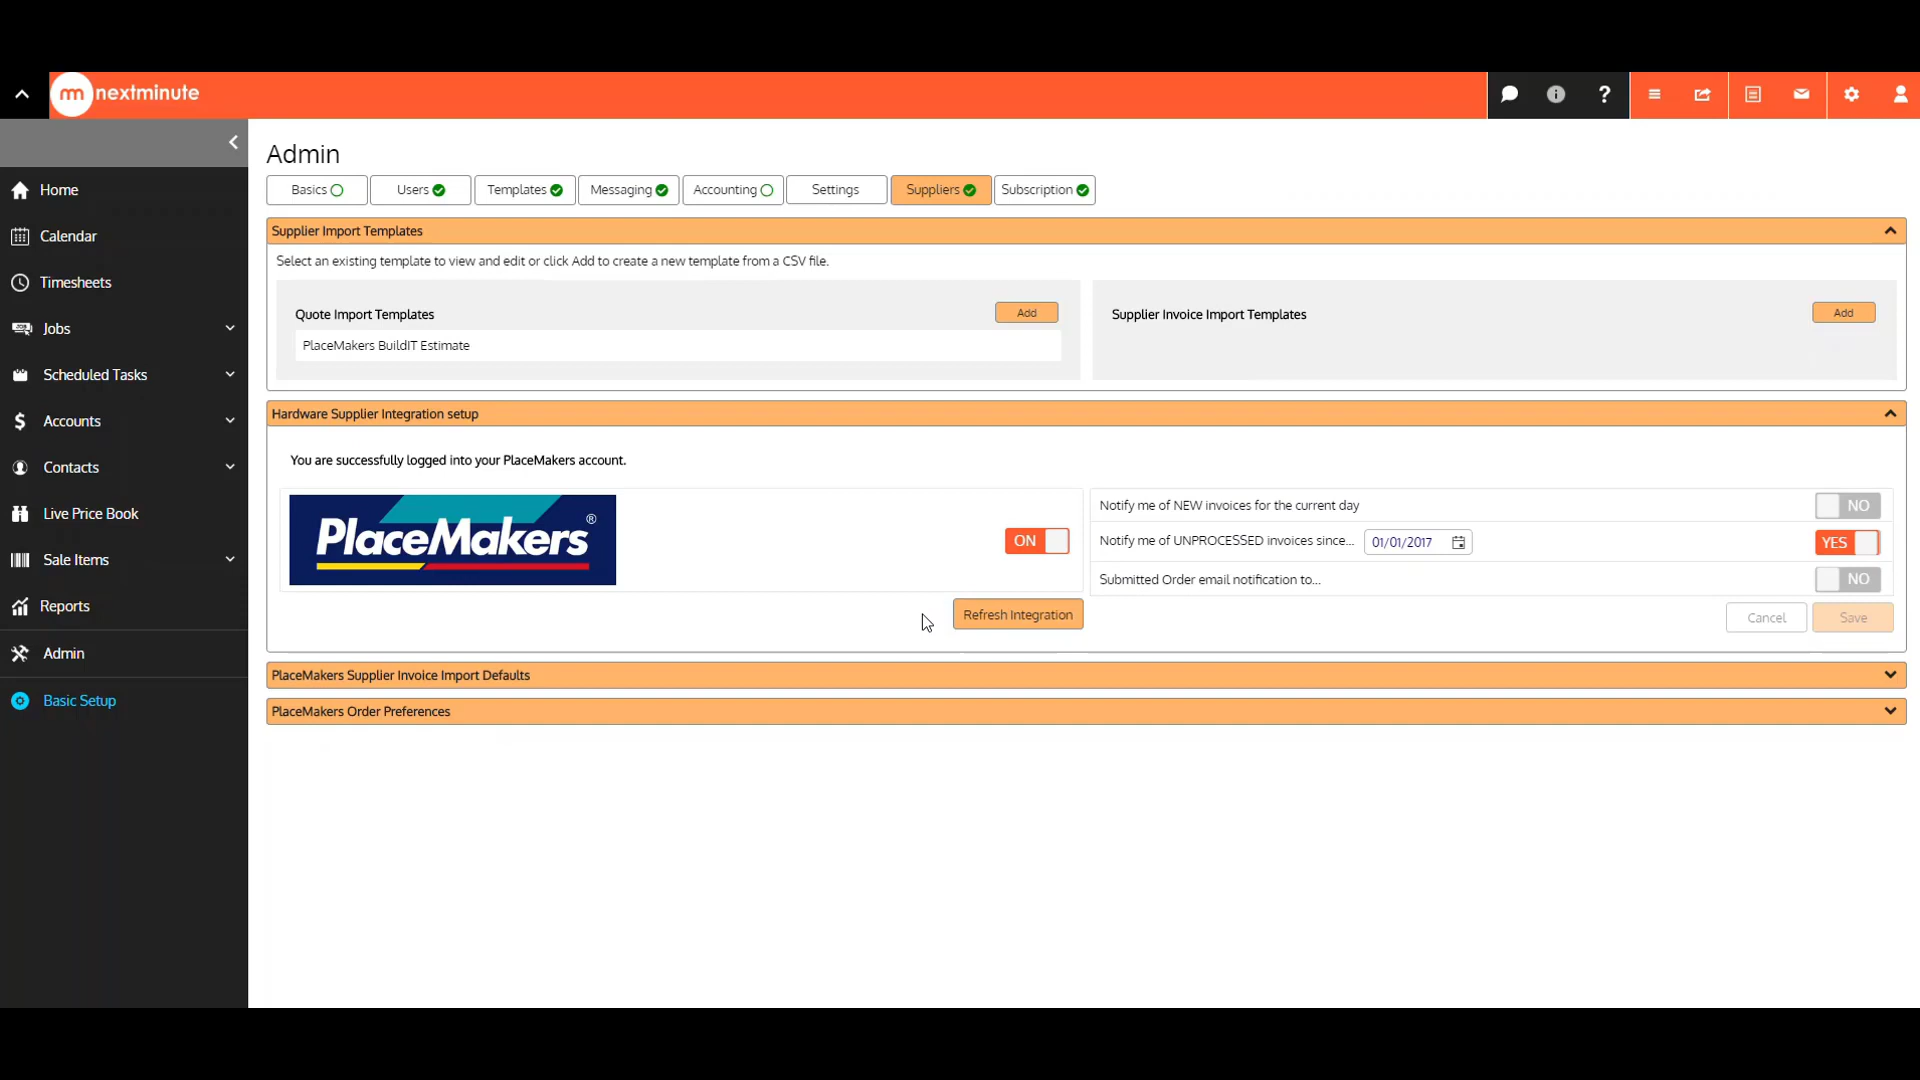 nextminute
Home
Calendar
Timesheets
Jobs
Scheduled Tasks
Accounts
Contacts
Live Price Book
Sale Items
Reports
Admin
Basic Setup
Admin
Basics Users Templates Messaging Accounting Settings Suppliers Subscription
Supplier Import Templates
Select an existing template to view and edit or click Add to create a new template from a CSV file.
Quote Import Templates Add
PlaceMakers BuildIT Estimate
Supplier Invoice Import Templates Add
Hardware Supplier Integration setup
You are successfully logged into your PlaceMakers account.
PlaceMakers®
ON
Refresh Integration
Notify me of NEW invoices for the current day NO
Notify me of UNPROCESSED invoices since... 01/01/2017 YES
Submitted Order email notification to... NO
Cancel Save
PlaceMakers Supplier Invoice Import Defaults
PlaceMakers Order Preferences